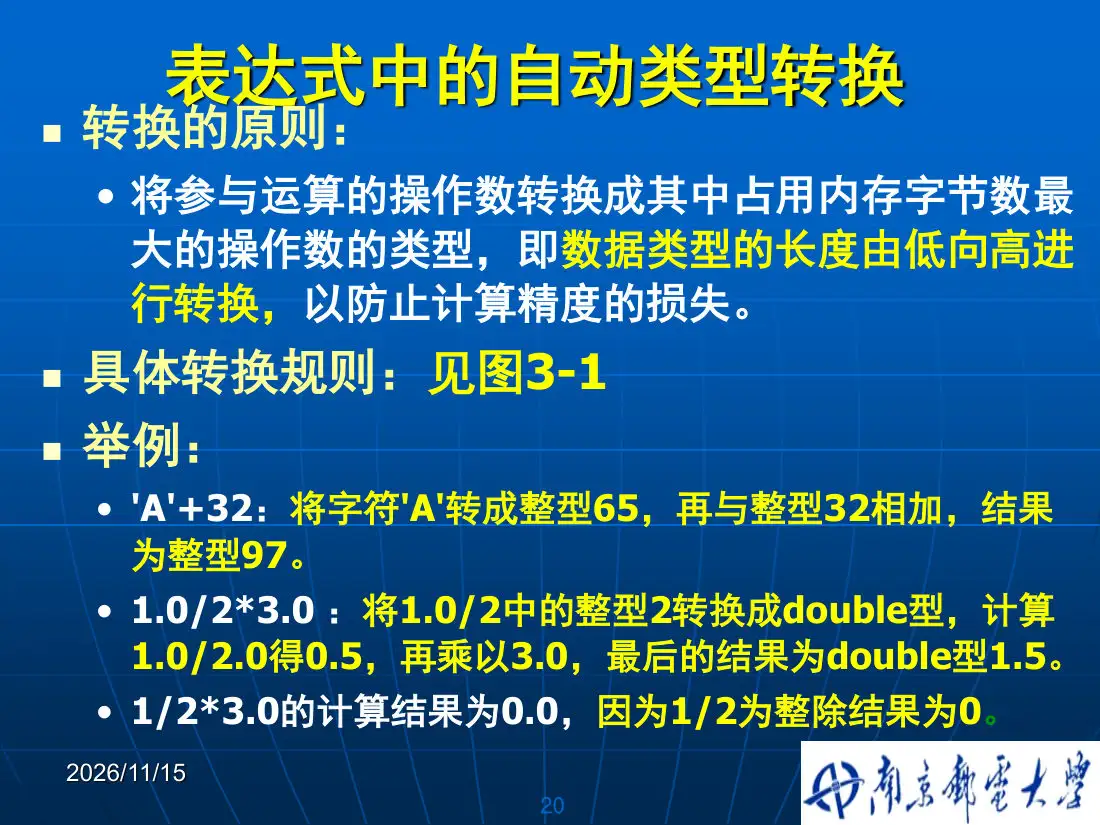 表达式中的自动类型转换
转换的原则：
将参与运算的操作数转换成其中占用内存字节数最
大的操作数的类型，即数据类型的长度由低向高进
行转换，以防止计算精度的损失。
具体转换规则：见图3-1
举例：
'A'+32：将字符'A'转成整型65，再与整型32相加，结果
为整型97。
1.0/2*3.0 ：将1.0/2中的整型2转换成double型，计算
1.0/2.0得0.5，再乘以3.0，最后的结果为double型1.5。
1/2*3.0的计算结果为0.0，因为1/2为整除结果为0。
2026/11/15
20
南京邮电大学